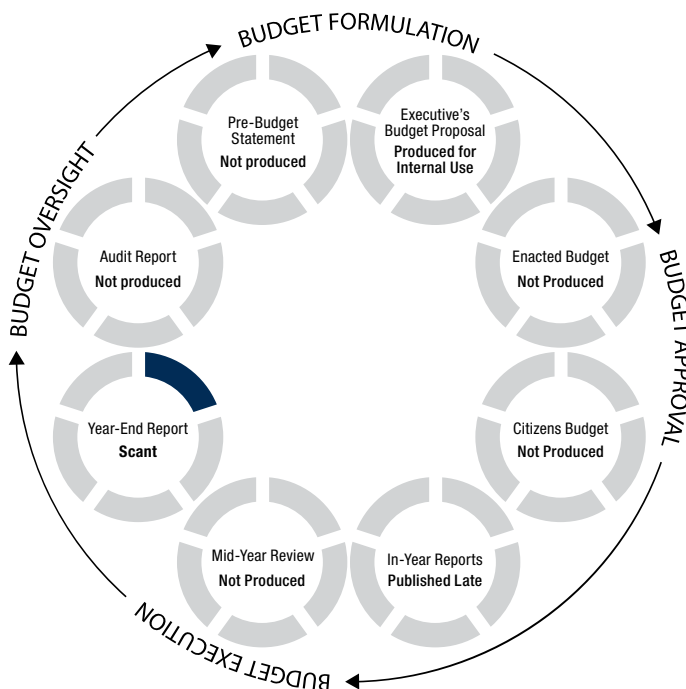 BUDGET FORMULATION
Pre-Budget
Statement
Not produced
Executive's
Budget Proposal
Produced for
Internal Use
BUDGET OVERSIGHT
Audit Report
Not produced
Enacted Budget
Not Produced
BUDGET APPROVAL
Year-End Report
Scant
Citizens Budget
Not Produced
Mid-Year Review
Not Produced
In-Year Reports
Published Late
BUDGET EXECUTION